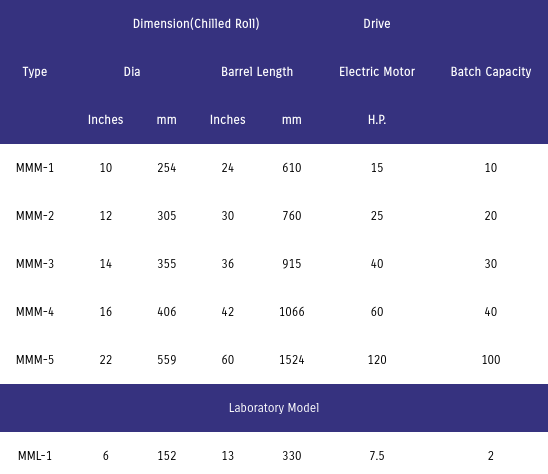 Dimension(Chilled Roll) Drive
Type Dia Barrel Length Electric Motor Batch Capacity
Inches mm Inches mm H.P.
MMM-1 10 254 24 610 15 10
MMM-2 12 305 30 760 25 20
MMM-3 14 355 36 915 40 30
MMM-4 16 406 42 1066 60 40
MMM-5 22 559 60 1524 120 100
Laboratory Model
MML-1 6 152 13 330 7.5 2